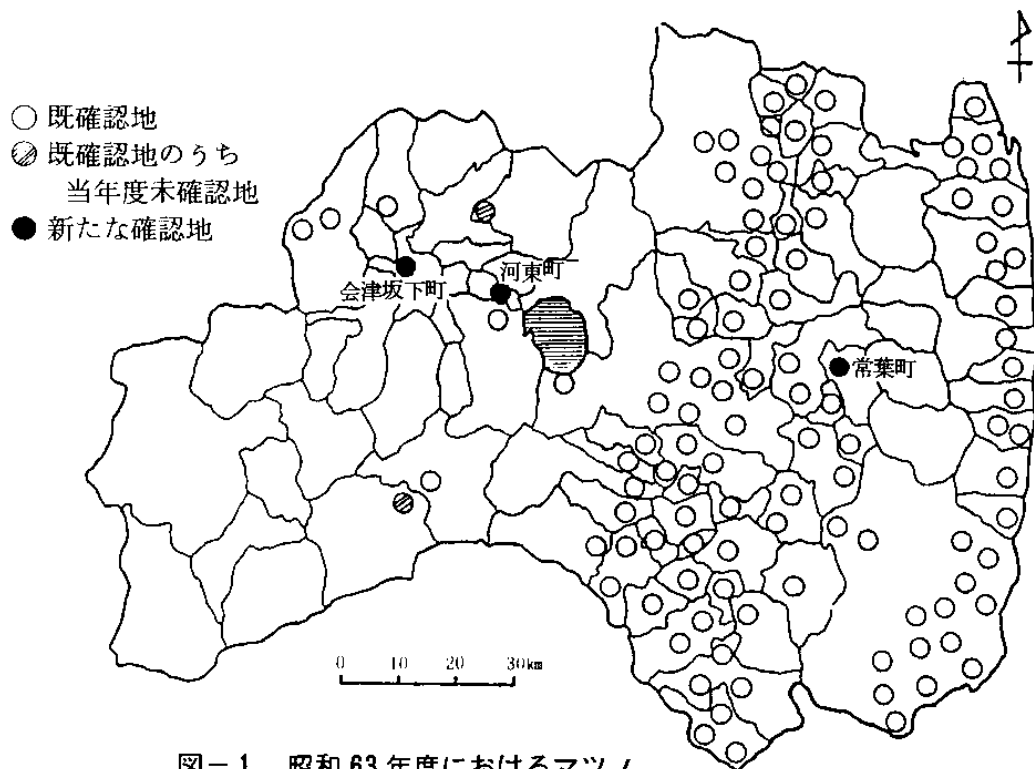 ○ 既確認地
既確認地のうち
当年度未確認地
● 新たな確認地
会津坂下町
河東町
常葉町
0 10 20 30km
図-1 昭和63年度におけるマツノ